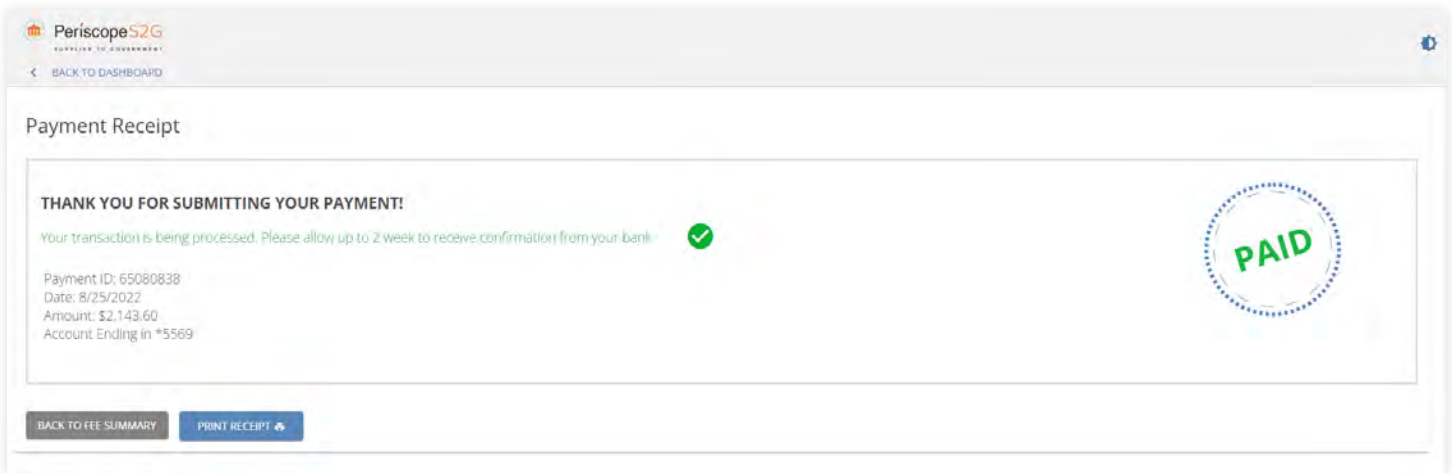 PeriscopeS2G
SUPPLIER TO GOVERNMENT
BACK TO DASHBOARD
Payment Receipt
THANK YOU FOR SUBMITTING YOUR PAYMENT!
Your transaction is being processed. Please allow up to 2 week to receive confirmation from your bank
Payment ID: 65080838
Date: 8/25/2022
Amount: $2,143.60
Account Ending in *5569
PAID
BACK TO FEE SUMMARY
PRINT RECEIPT